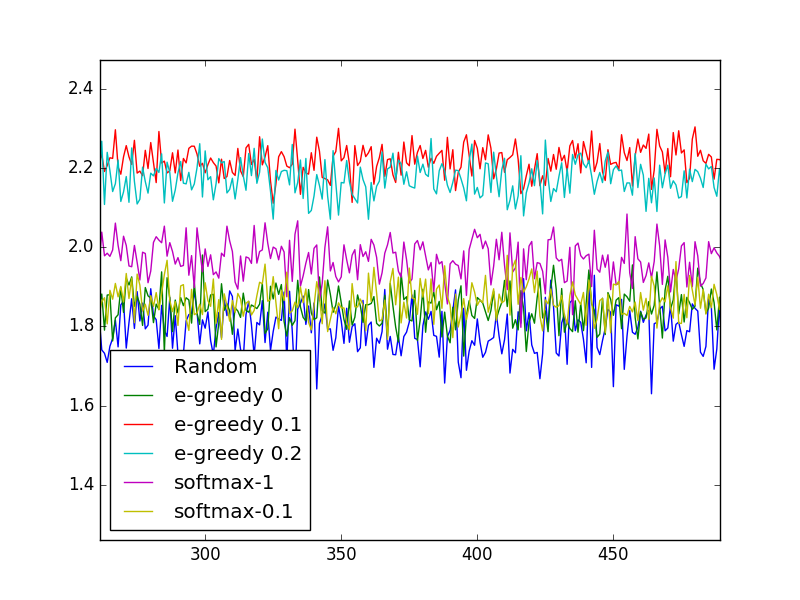 2.4
2.2
2.0
1.8
1.6
1.4
Random
e-greedy 0
e-greedy 0.1
e-greedy 0.2
softmax-1
softmax-0.1
300 350 400 450